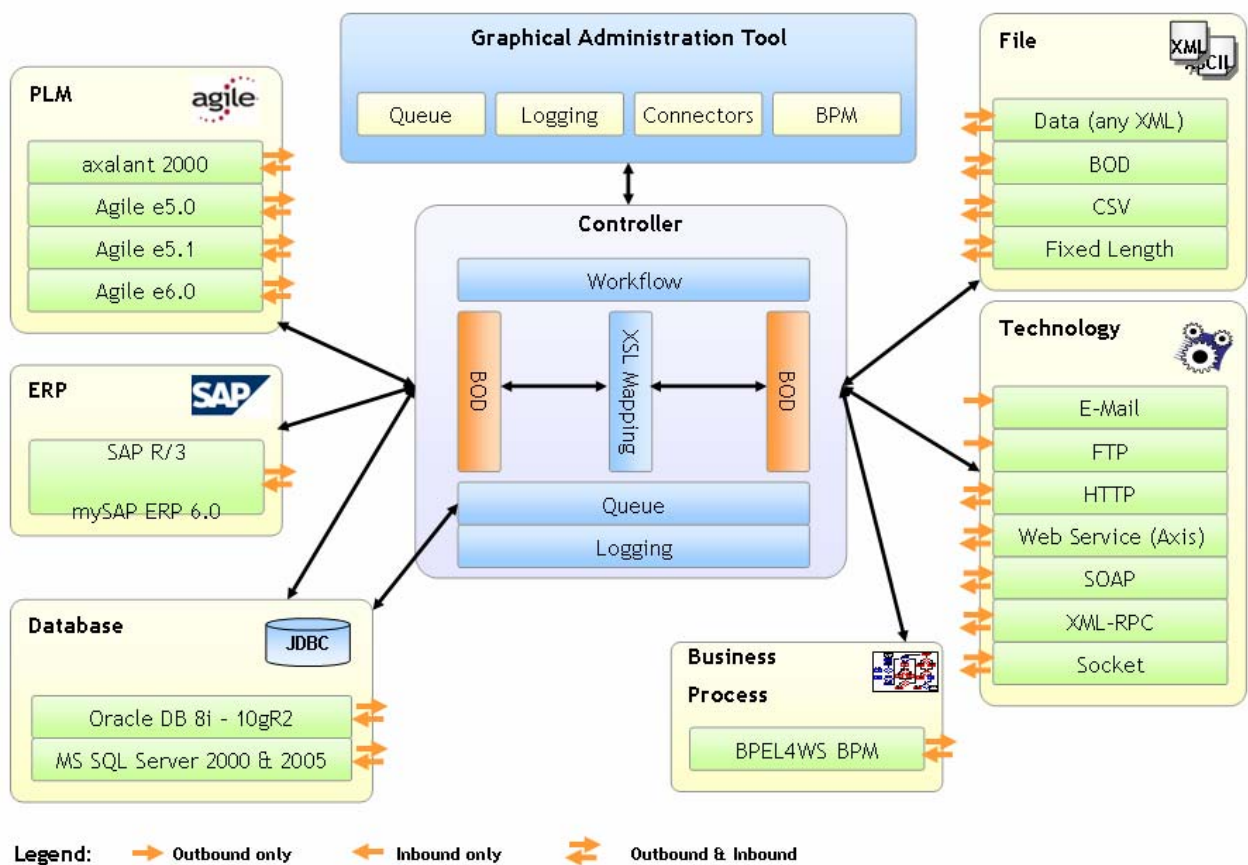 Graphical Administration Tool
Queue
Logging
Connectors
BPM
PLM
agile
axalant 2000
Agile e5.0
Agile e5.1
Agile e6.0
File
XML
ASCII
Data (any XML)
BOD
CSV
Fixed Length
Controller
Workflow
BOD
XSL Mapping
BOD
Queue
Logging
ERP
SAP
SAP R/3
mySAP ERP 6.0
Technology
E-Mail
FTP
HTTP
Web Service (Axis)
SOAP
XML-RPC
Socket
Database
JDBC
Oracle DB 8i - 10gR2
MS SQL Server 2000 & 2005
Business
Process
BPEL4WS BPM
Legend: Outbound only Inbound only Outbound & Inbound